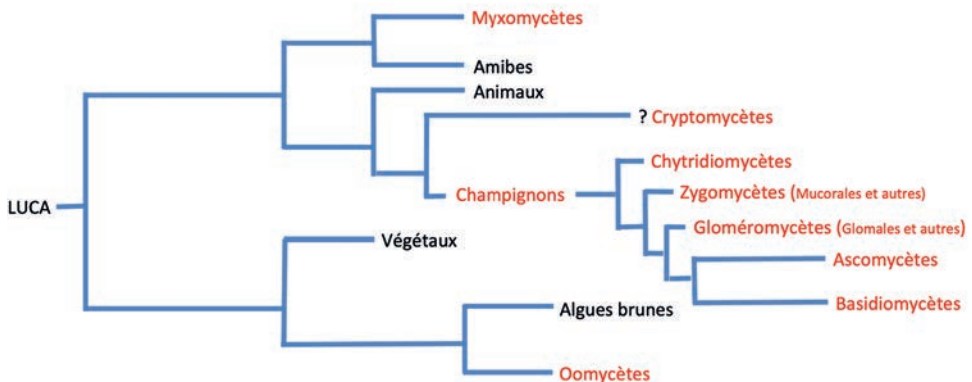 Myxomycètes
Amibes
Animaux
? Cryptomycètes
Chytridiomycètes
Champignons
Zygomycètes (Mucorales et autres)
LUCA
Gloméromycètes (Glomales et autres)
Végétaux
Ascomycètes
Basidiomycètes
Algues brunes
Oomycètes